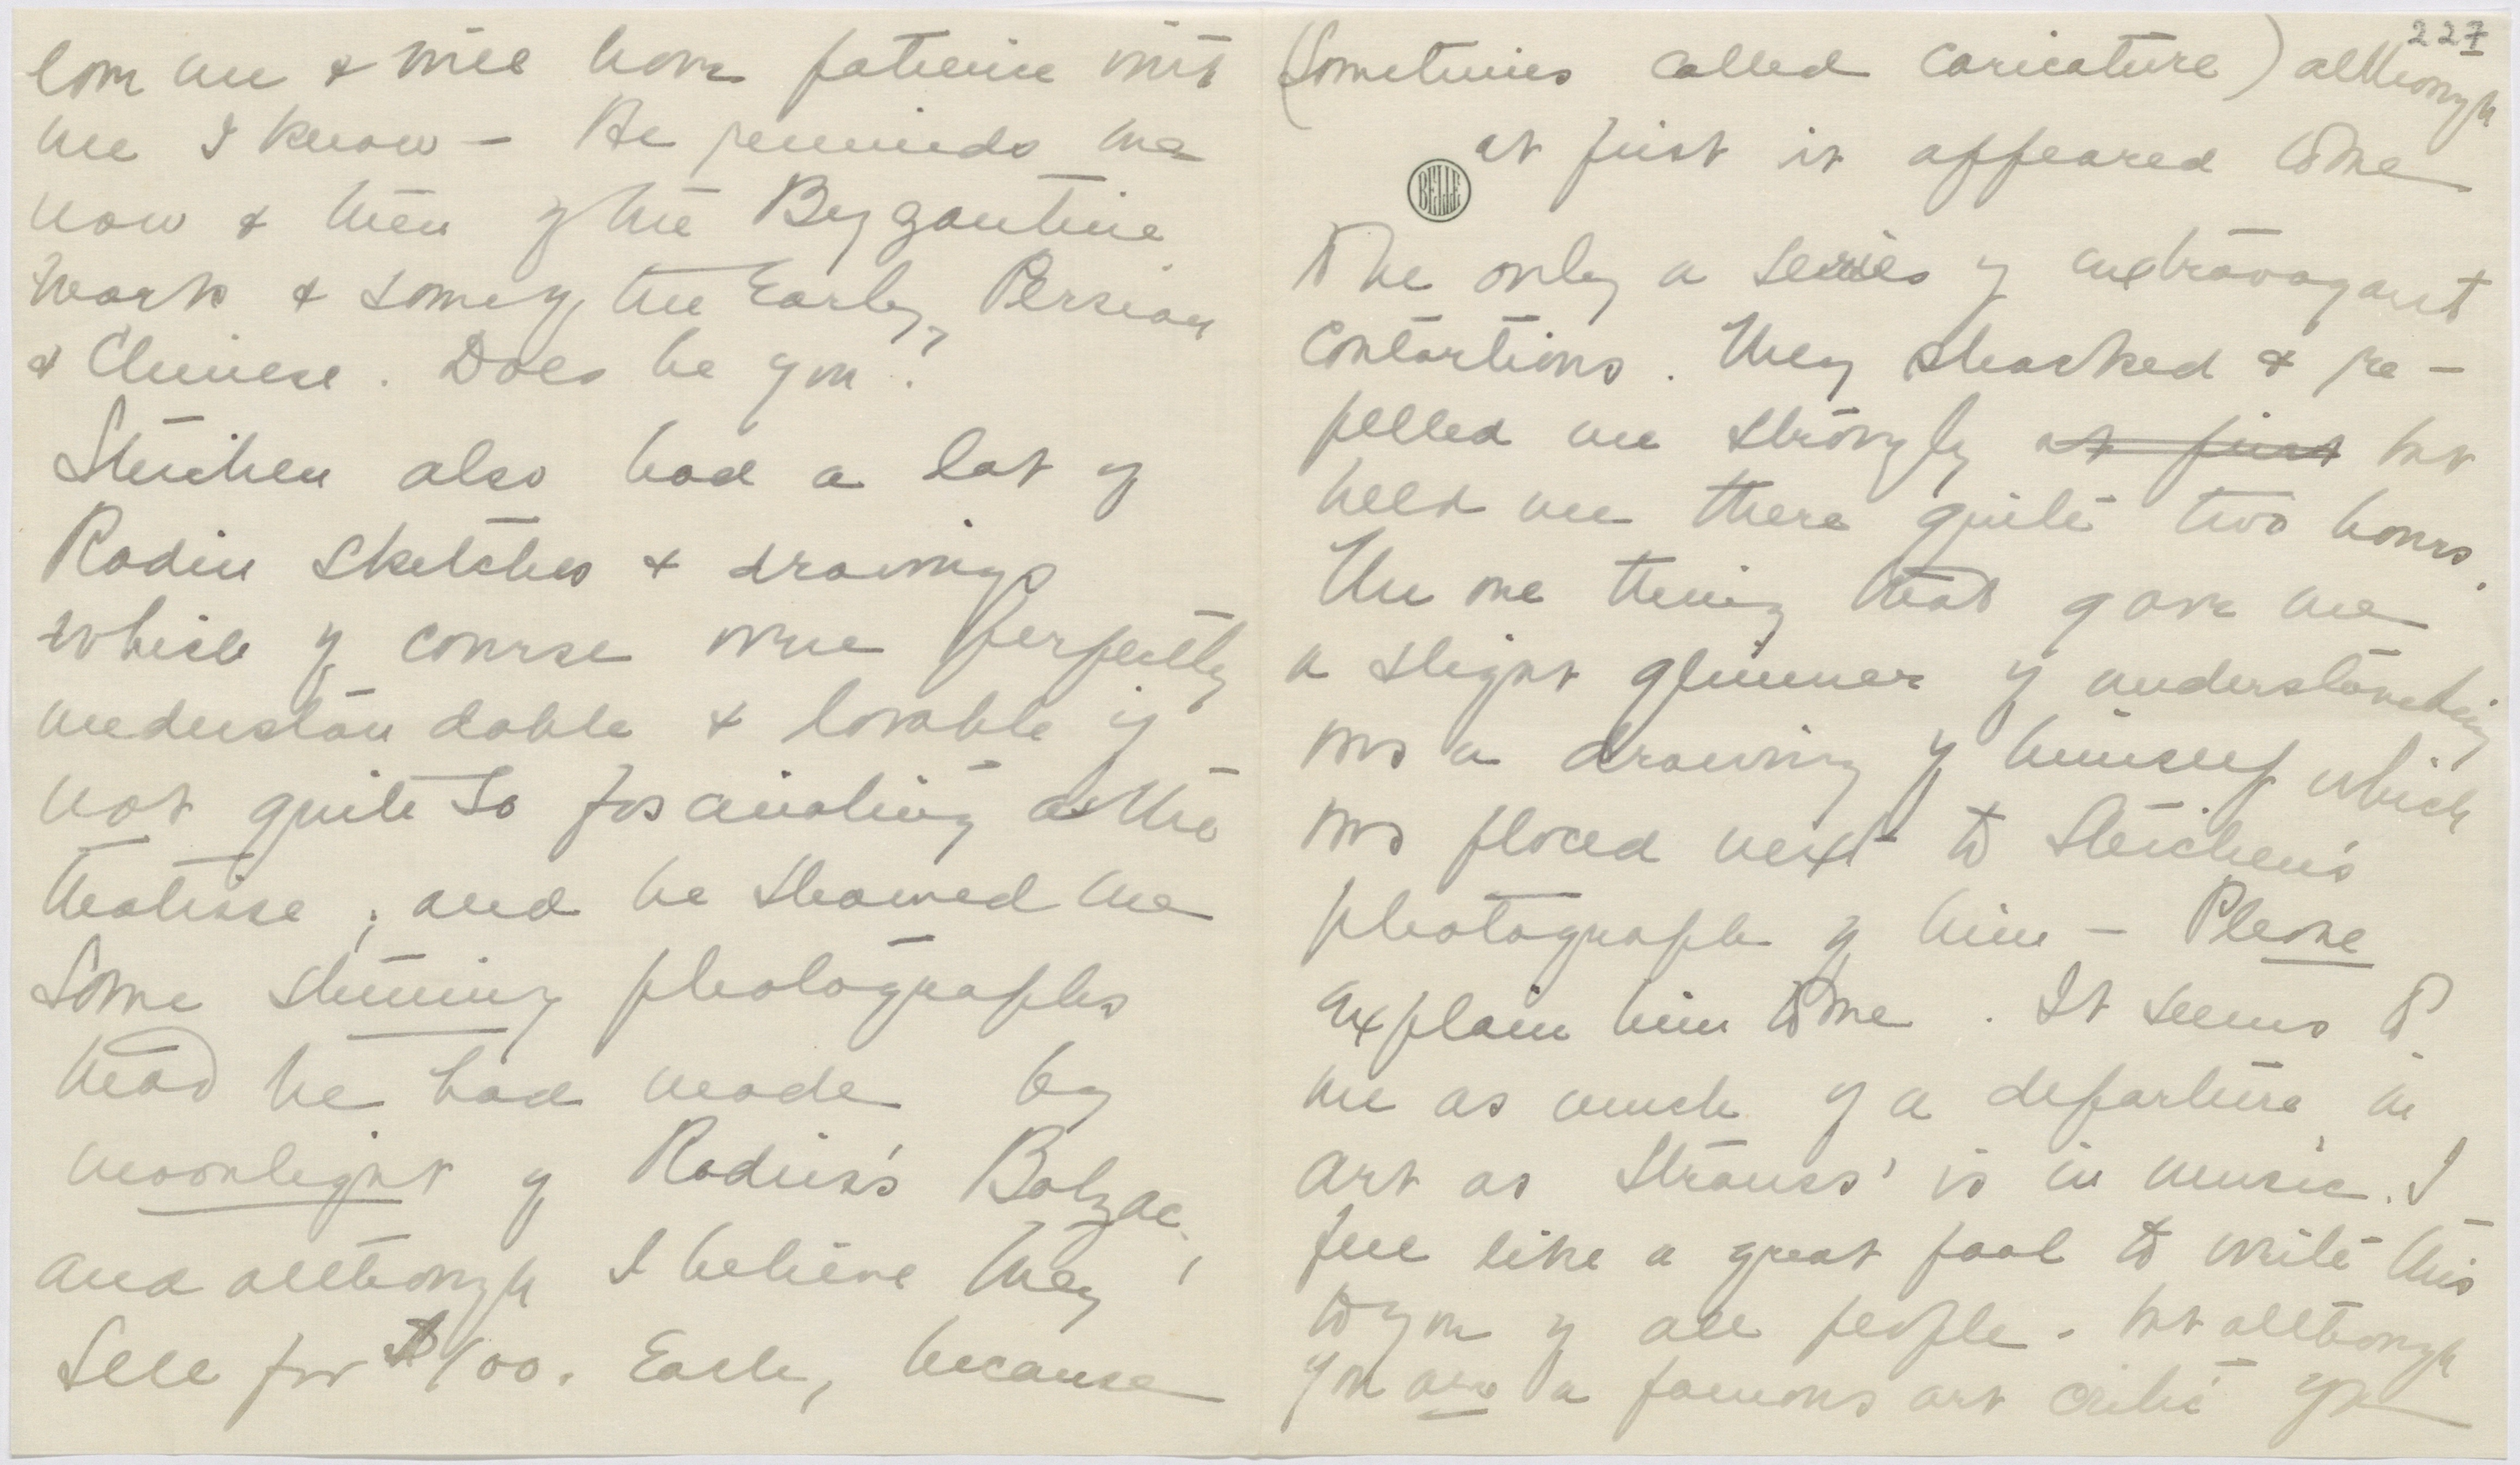 love me & will have patience with
me I know – He reminds me
now & then of the Byzantine
work & some of the Early Persian
& Chinese. Does he you?
Steichen also had a lot of
Rodin sketches & drawings
which of course were perfectly
understandable & lovable if
not quite so fascinating as the
Matisse; and he showed me
some stunning photographs
that he had made by
moonlight of Rodin's Balzac,
and although I believe they
sell for $100. Each, because
227
(Sometimes called caricature) although
at first it appeared to me
BELLE
to be only a series of extravagant
contortions. They shocked & re-
pelled me strongly at first but
held me there quite two hours.
The one thing that gave me
a slight glimmer of understanding
was a drawing of himself which
was placed next to Steichen's
photograph of him – Please
explain him to me. It seems to
me as much of a departure in
art as Strauss' is in music. I
feel like a great fool to write this
to you of all people. but although
you are a famous art critic you